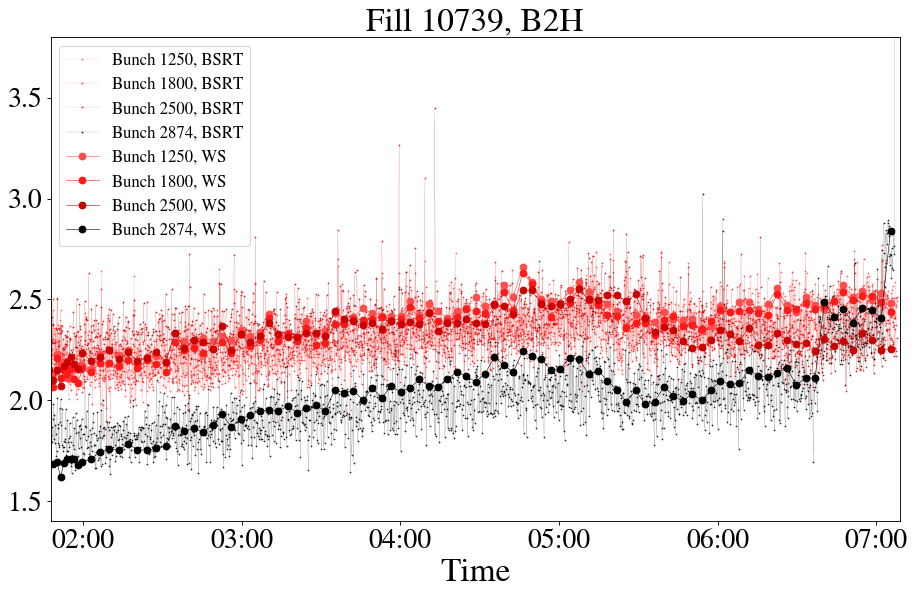 Fill 10739, B2H
Bunch 1250, BSRT
Bunch 1800, BSRT
Bunch 2500, BSRT
Bunch 2874, BSRT
Bunch 1250, WS
Bunch 1800, WS
Bunch 2500, WS
Bunch 2874, WS
3.5
3.0
2.5
2.0
1.5
02:00 03:00 04:00 05:00 06:00 07:00
Time